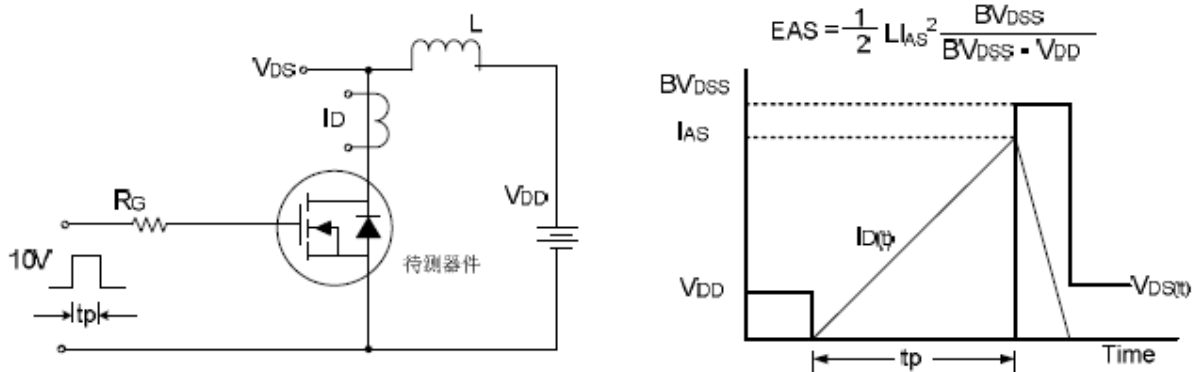 L
VDS
ID
RG
VDD
10V
tp
待测器件
EAS = 1/2 LIAS² BVDSS / BVDSS - VDD
BVDSS
IAS
ID(t)
VDD
VDS(t)
tp
Time